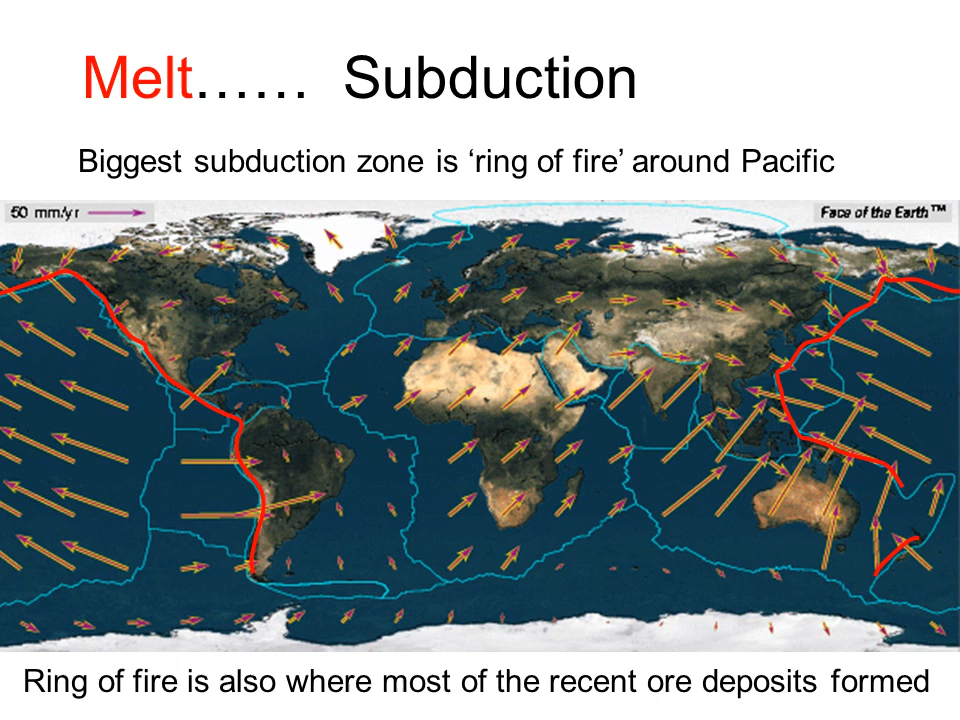 Melt…… Subduction
Biggest subduction zone is ‘ring of fire’ around Pacific
50 mm/yr
Face of the Earth™
Ring of fire is also where most of the recent ore deposits formed